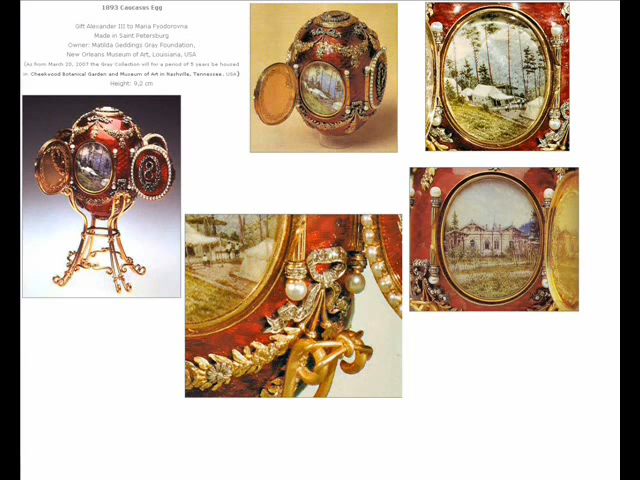 1893 Caucasus Egg
Gift Alexander III to Maria Fyodorovna
Made in Saint Petersburg
Owner: Matilda Geddings Gray Foundation,
New Orleans Museum of Art, Louisiana, USA
(As from March 20, 2007 the Gray Collection will for a period of 5 years be housed
in Cheekwood Botanical Garden and Museum of Art in Nashville, Tennessee, USA)
Height: 9,2 cm